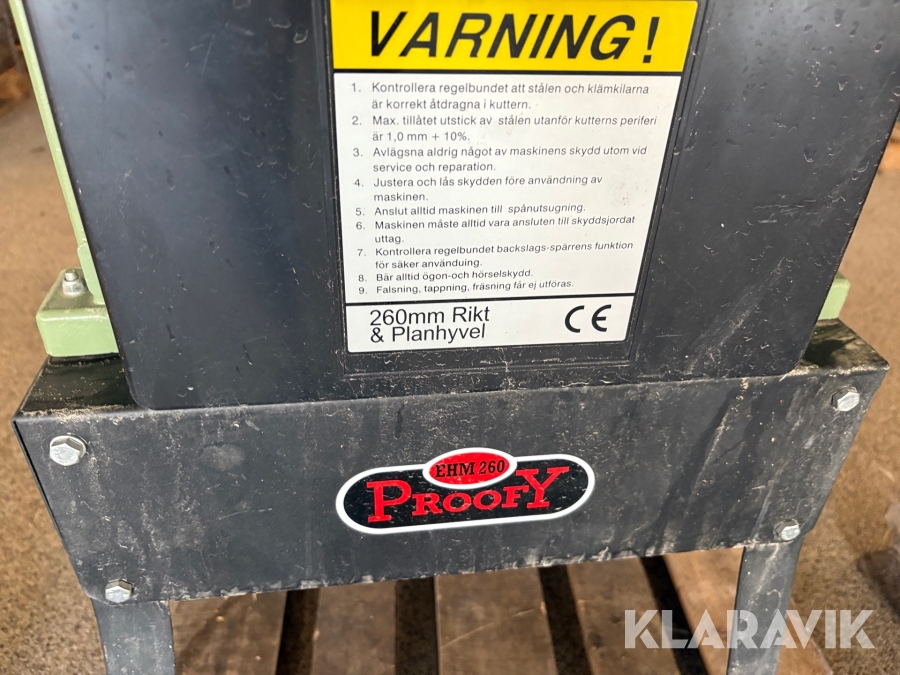 VARNING!
1. Kontrollera regelbundet att stålen och klämkilarna
är korrekt åtdragna i kuttern.
2. Max. tillåtet utstick av stålen utanför kutterns periferi
är 1,0 mm + 10%.
3. Avlägsna aldrig något av maskinens skydd utom vid
service och reparation.
4. Justera och lås skydden före användning av
maskinen.
5. Anslut alltid maskinen till spånutsugning.
6. Maskinen måste alltid vara ansluten till skyddsjordat
uttag.
7. Kontrollera regelbundet backslags-spärrens funktion
för säker använduing.
8. Bär alltid ögon-och hörselskydd.
9. Falsning, tappning, fräsning får ej utföras.
260mm Rikt
& Planhyvel
CE
EHM 260
PROOFY
KLARAVIK